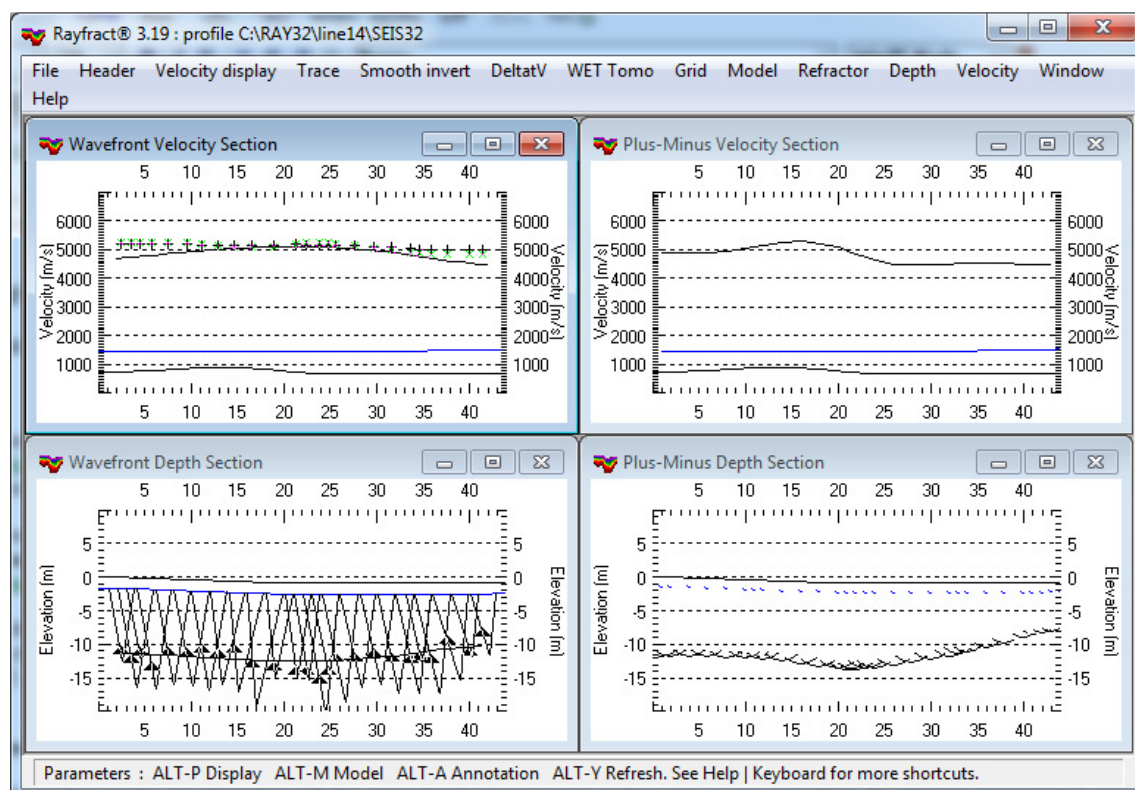 Rayfract® 3.19 : profile C:\RAY32\line14\SEIS32
File Header Velocity display Trace Smooth invert DeltatV WET Tomo Grid Model Refractor Depth Velocity Window
Help
Wavefront Velocity Section
5 10 15 20 25 30 35 40
6000 6000
5000 5000
4000 4000
3000 3000
2000 2000
1000 1000
Velocity [m/s]
Velocity [m/s]
5 10 15 20 25 30 35 40
Plus-Minus Velocity Section
5 10 15 20 25 30 35 40
6000 6000
5000 5000
4000 4000
3000 3000
2000 2000
1000 1000
Velocity [m/s]
Velocity [m/s]
5 10 15 20 25 30 35 40
Wavefront Depth Section
5 10 15 20 25 30 35 40
5 5
0 0
-5 -5
-10 -10
-15 -15
Elevation [m]
Elevation [m]
5 10 15 20 25 30 35 40
Plus-Minus Depth Section
5 10 15 20 25 30 35 40
5 5
0 0
-5 -5
-10 -10
-15 -15
Elevation [m]
Elevation [m]
5 10 15 20 25 30 35 40
Parameters : ALT-P Display ALT-M Model ALT-A Annotation ALT-Y Refresh. See Help | Keyboard for more shortcuts.